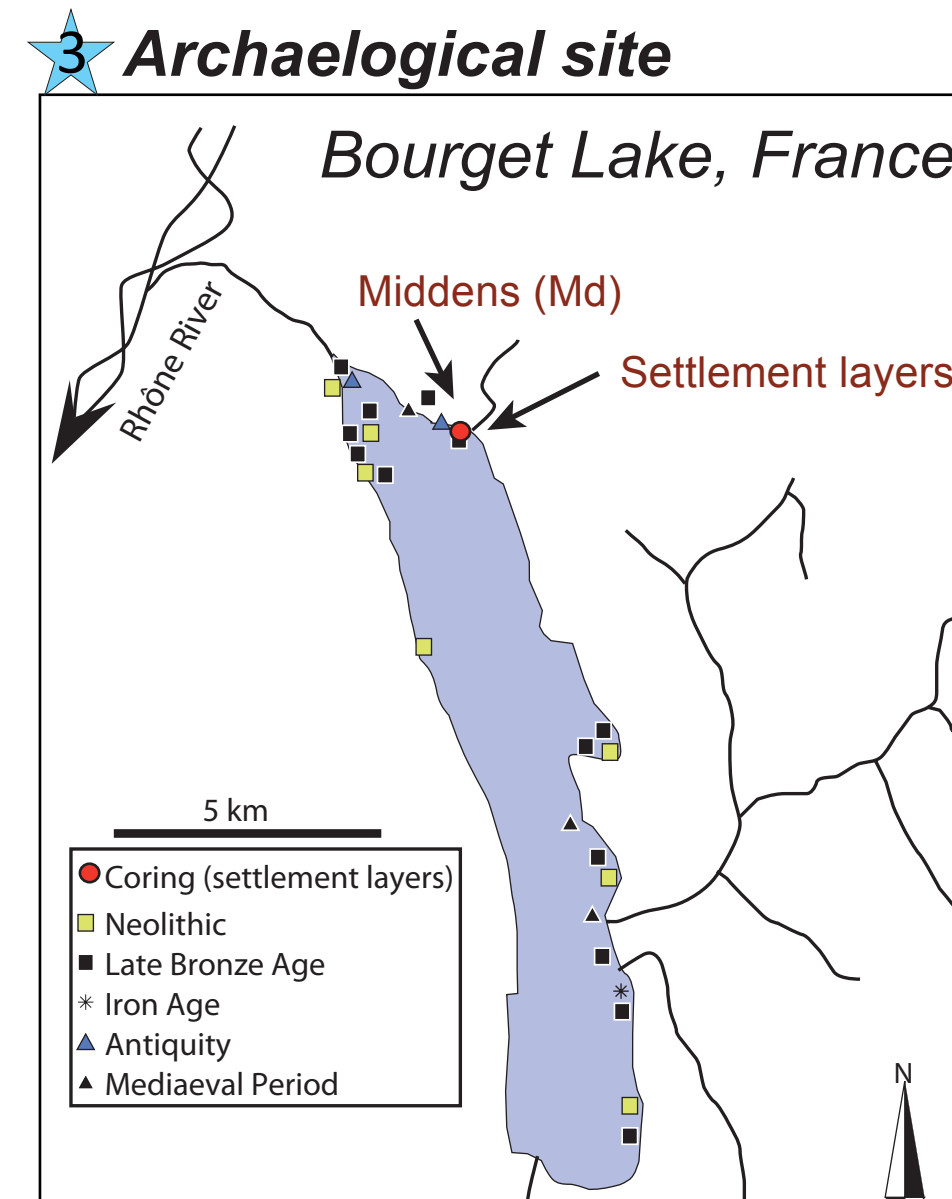 3 Archaelogical site
Bourget Lake, France
Middens (Md)
Settlement layers
Rhône River
5 km
Coring (settlement layers)
Neolithic
Late Bronze Age
Iron Age
Antiquity
Mediaeval Period
N